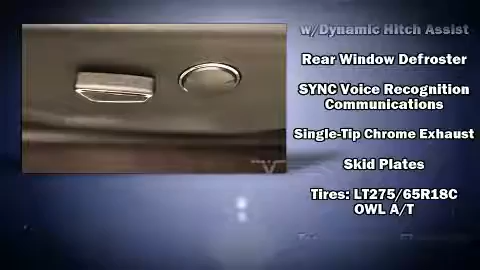 w/Dynamic Hitch Assist
Rear Window Defroster
SYNC Voice Recognition
Communications
Single-Tip Chrome Exhaust
Skid Plates
Tires: LT275/65R18C
OWL A/T